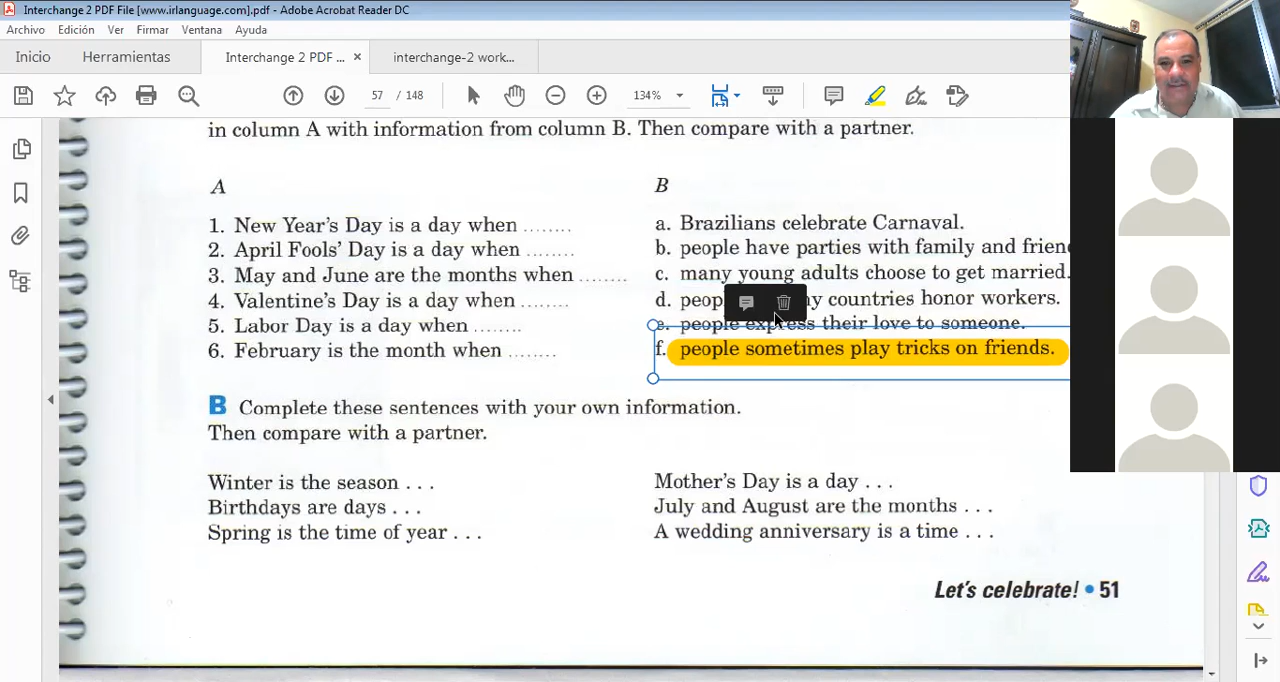 Interchange 2 PDF File [www.irlanguage.com].pdf - Adobe Acrobat Reader DC
Archivo Edición Ver Firmar Ventana Ayuda
Inicio Herramientas Interchange 2 PDF ... × interchange-2 work...
57 / 148 134%
in column A with information from column B. Then compare with a partner.
A
1. New Year's Day is a day when ........
2. April Fools' Day is a day when ........
3. May and June are the months when ........
4. Valentine's Day is a day when ........
5. Labor Day is a day when ........
6. February is the month when ........
B
a. Brazilians celebrate Carnaval.
b. people have parties with family and
c. many young adults choose to get married.
d. countries honor workers.
e. people express their love to someone.
f. people sometimes play tricks on friends.
B Complete these sentences with your own information.
Then compare with a partner.
Winter is the season . . .
Birthdays are days . . .
Spring is the time of year . . .
Mother's Day is a day . . .
July and August are the months . . .
A wedding anniversary is a time . . .
Let's celebrate! • 51